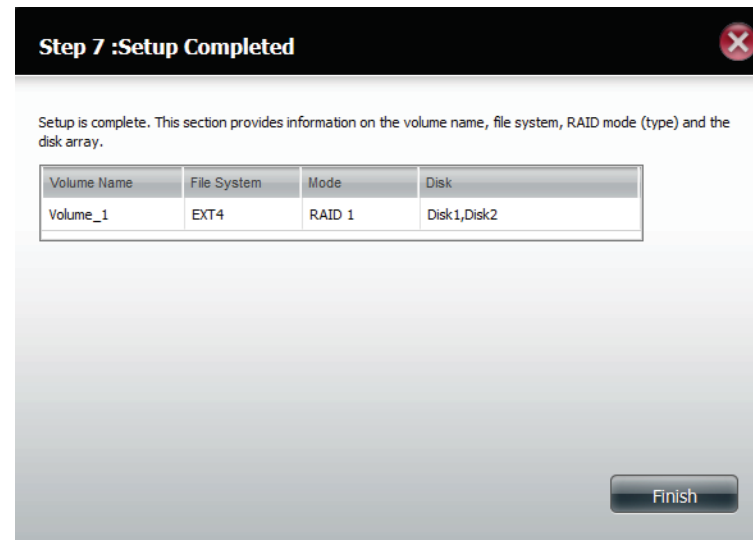 Step 7 :Setup Completed
Setup is complete. This section provides information on the volume name, file system, RAID mode (type) and the
disk array.
Volume Name File System Mode Disk
Volume_1 EXT4 RAID 1 Disk1,Disk2
Finish